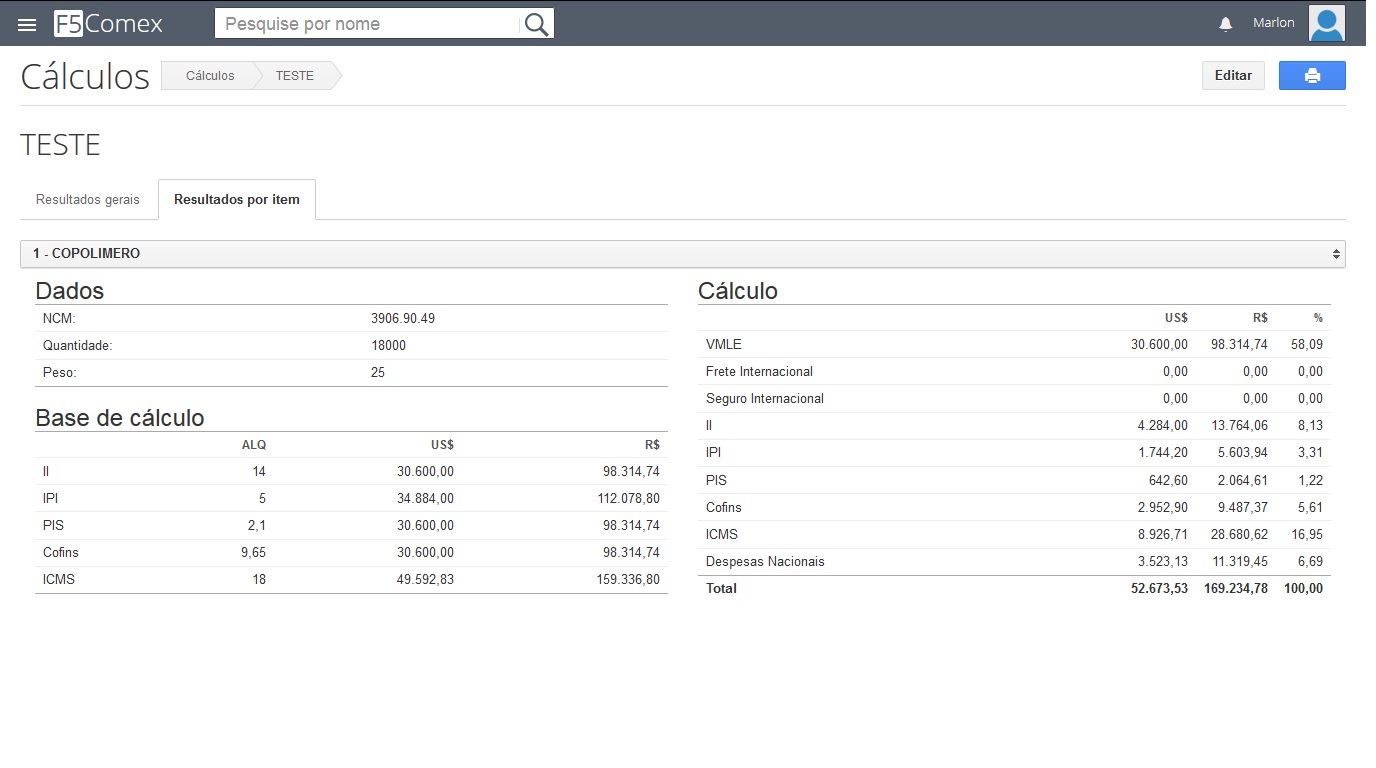 F5Comex Pesquise por nome Marlon
Cálculos Cálculos TESTE Editar
TESTE
Resultados gerais Resultados por item
1 - COPOLIMERO
Dados
NCM: 3906.90.49
Quantidade: 18000
Peso: 25
Base de cálculo
ALQ US$ R$
II 14 30.600,00 98.314,74
IPI 5 34.884,00 112.078,80
PIS 2,1 30.600,00 98.314,74
Cofins 9,65 30.600,00 98.314,74
ICMS 18 49.592,83 159.336,80
Cálculo
US$ R$ %
VMLE 30.600,00 98.314,74 58,09
Frete Internacional 0,00 0,00 0,00
Seguro Internacional 0,00 0,00 0,00
II 4.284,00 13.764,06 8,13
IPI 1.744,20 5.603,94 3,31
PIS 642,60 2.064,61 1,22
Cofins 2.952,90 9.487,37 5,61
ICMS 8.926,71 28.680,62 16,95
Despesas Nacionais 3.523,13 11.319,45 6,69
Total 52.673,53 169.234,78 100,00